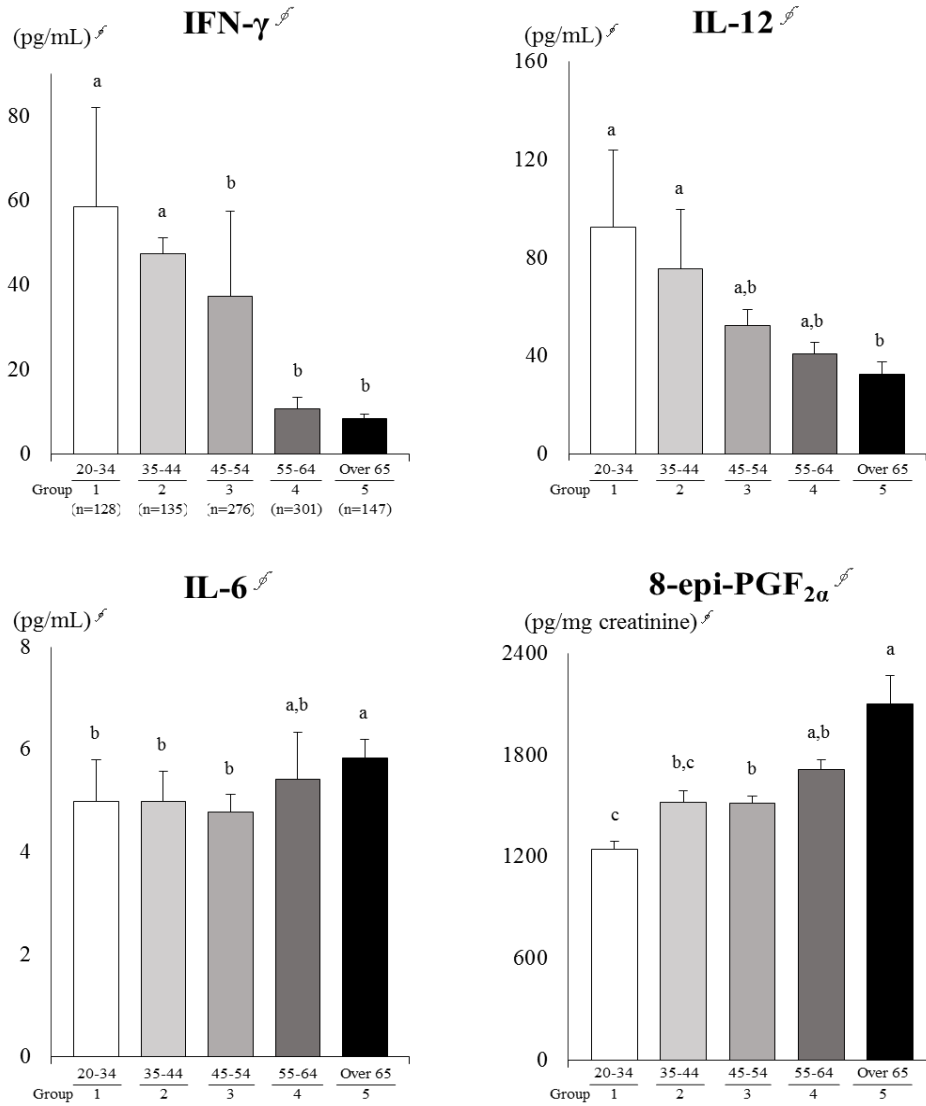 IFN-γ ∮
(pg/mL) ∮
80
60
40
20
0
a
a
b
b
b
20-34 35-44 45-54 55-64 Over 65
Group 1 2 3 4 5
(n=128) (n=135) (n=276) (n=301) (n=147)
IL-12 ∮
(pg/mL) ∮
160
120
80
40
0
a
a
a,b
a,b
b
20-34 35-44 45-54 55-64 Over 65
Group 1 2 3 4 5
IL-6 ∮
(pg/mL) ∮
8
6
4
2
0
b
b
b
a,b
a
20-34 35-44 45-54 55-64 Over 65
Group 1 2 3 4 5
8-epi-PGF₂α ∮
(pg/mg creatinine) ∮
2400
1800
1200
600
0
c
b,c
b
a,b
a
20-34 35-44 45-54 55-64 Over 65
Group 1 2 3 4 5